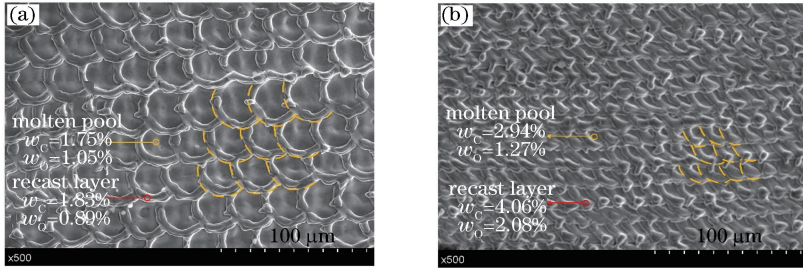 (a)
molten pool
wC=1.75%
wO=1.05%
recast layer
wC=1.83%
wO=0.89%
100 μm
x500
(b)
molten pool
wC=2.94%
wO=1.27%
recast layer
wC=4.06%
wO=2.08%
100 μm
x500